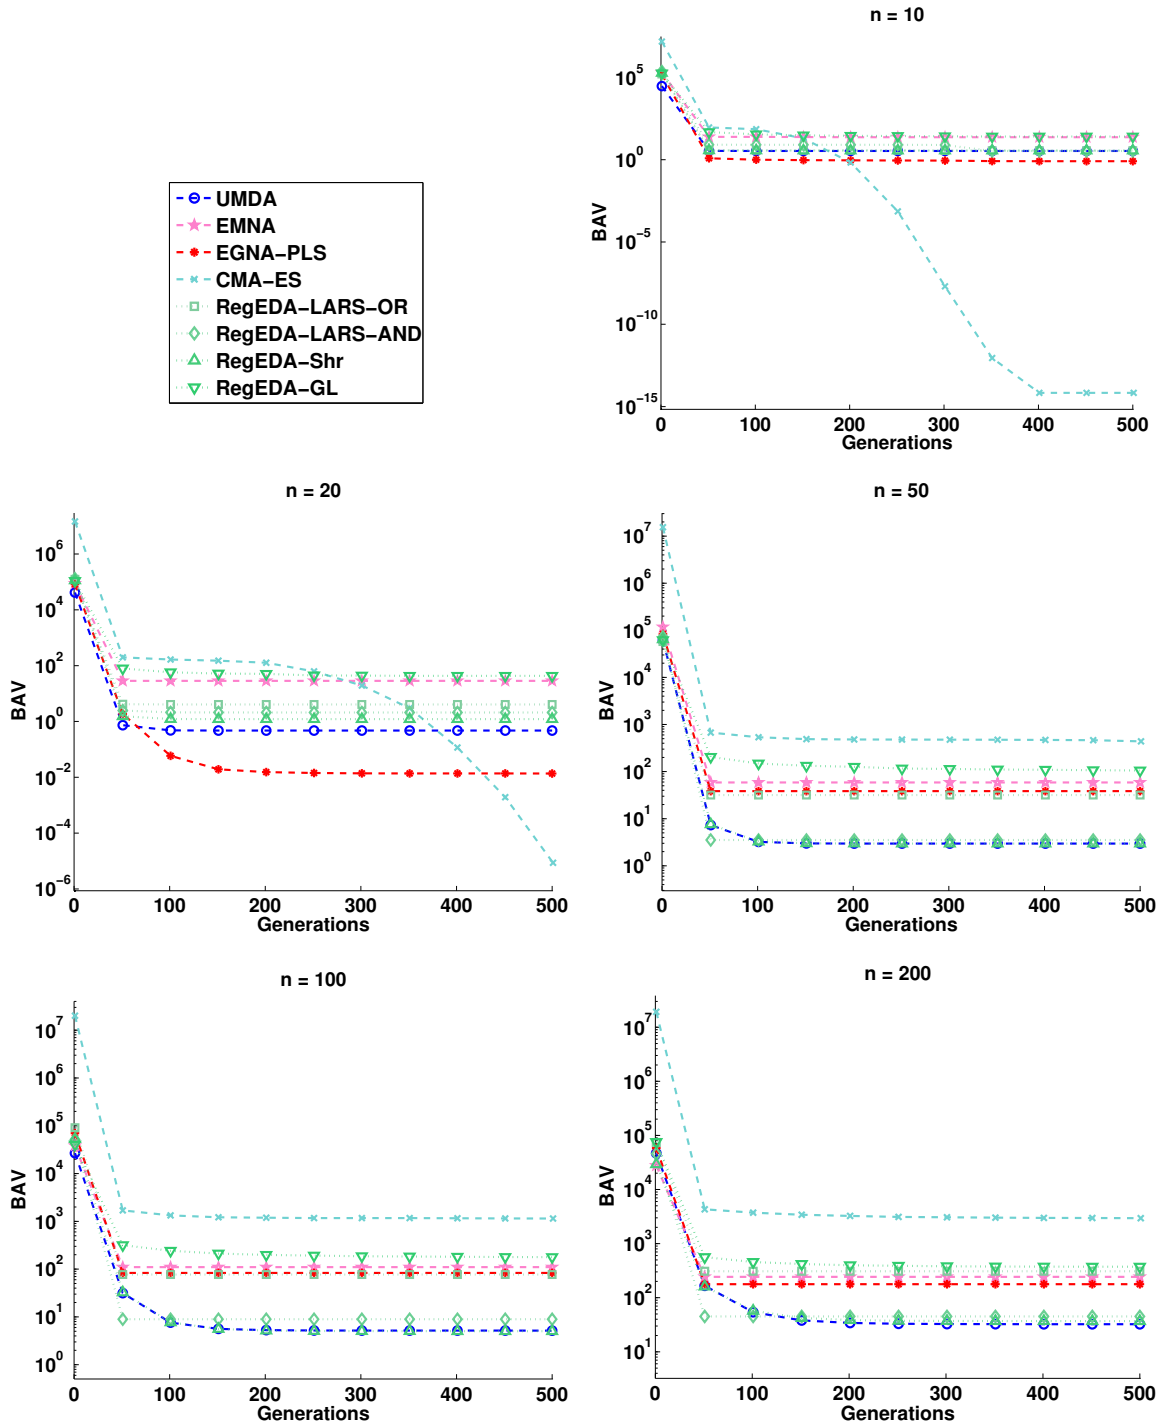 n = 10
10^5
10^0
10^−5
10^−10
10^−15
BAV
0 100 200 300 400 500
Generations
UMDA
EMNA
EGNA−PLS
CMA−ES
RegEDA−LARS−OR
RegEDA−LARS−AND
RegEDA−Shr
RegEDA−GL
n = 20
10^6
10^4
10^2
10^0
10^−2
10^−4
10^−6
BAV
0 100 200 300 400 500
Generations
n = 50
10^7
10^6
10^5
10^4
10^3
10^2
10^1
10^0
BAV
0 100 200 300 400 500
Generations
n = 100
10^7
10^6
10^5
10^4
10^3
10^2
10^1
10^0
BAV
0 100 200 300 400 500
Generations
n = 200
10^7
10^6
10^5
10^4
10^3
10^2
10^1
BAV
0 100 200 300 400 500
Generations